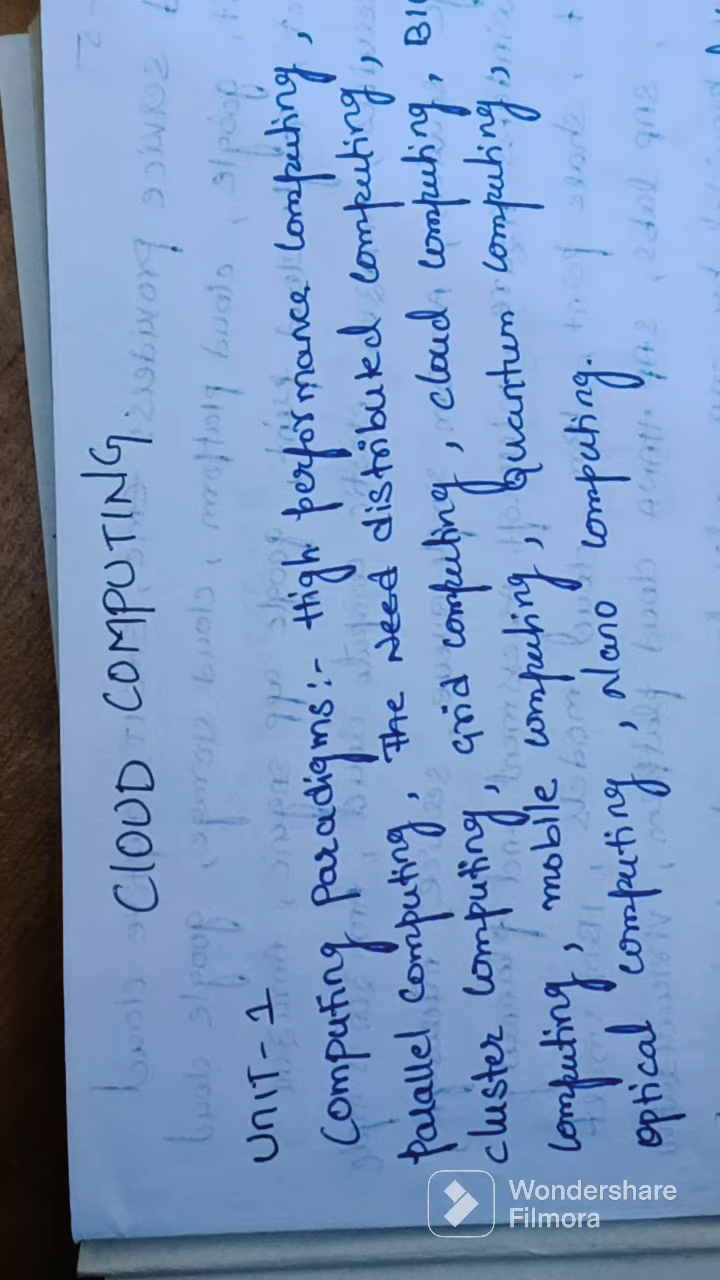 CLOUD-COMPUTING.
UNIT-1
Computing Paradigms:- High performance computing,
Parallel computing, The Need distributed computing,
cluster computing, grid computing, cloud computing, BI
computing, mobile computing, Quantum computing,
optical computing, Nano computing.
Wondershare
Filmora